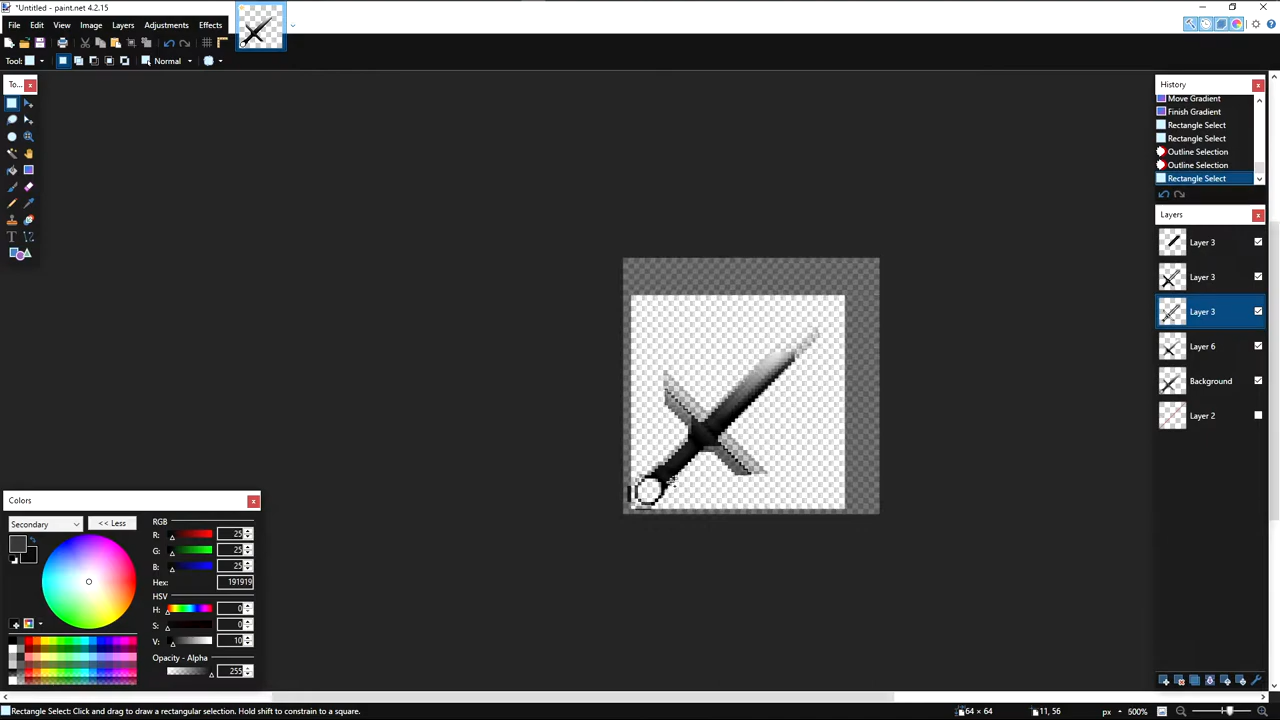 *Untitled - paint.net 4.2.15
File Edit View Image Layers Adjustments Effects
Tool: Normal
To...
History
Move Gradient
Finish Gradient
Rectangle Select
Rectangle Select
Outline Selection
Outline Selection
Rectangle Select
Layers
Layer 3
Layer 3
Layer 3
Layer 6
Background
Layer 2
Colors
Secondary
<< Less
RGB
R: 25
G: 25
B: 25
Hex: 191919
HSV
H: 0
S: 0
V: 10
Opacity - Alpha
255
Rectangle Select: Click and drag to draw a rectangular selection. Hold shift to constrain to a square.
64 × 64
11, 56
px
500%